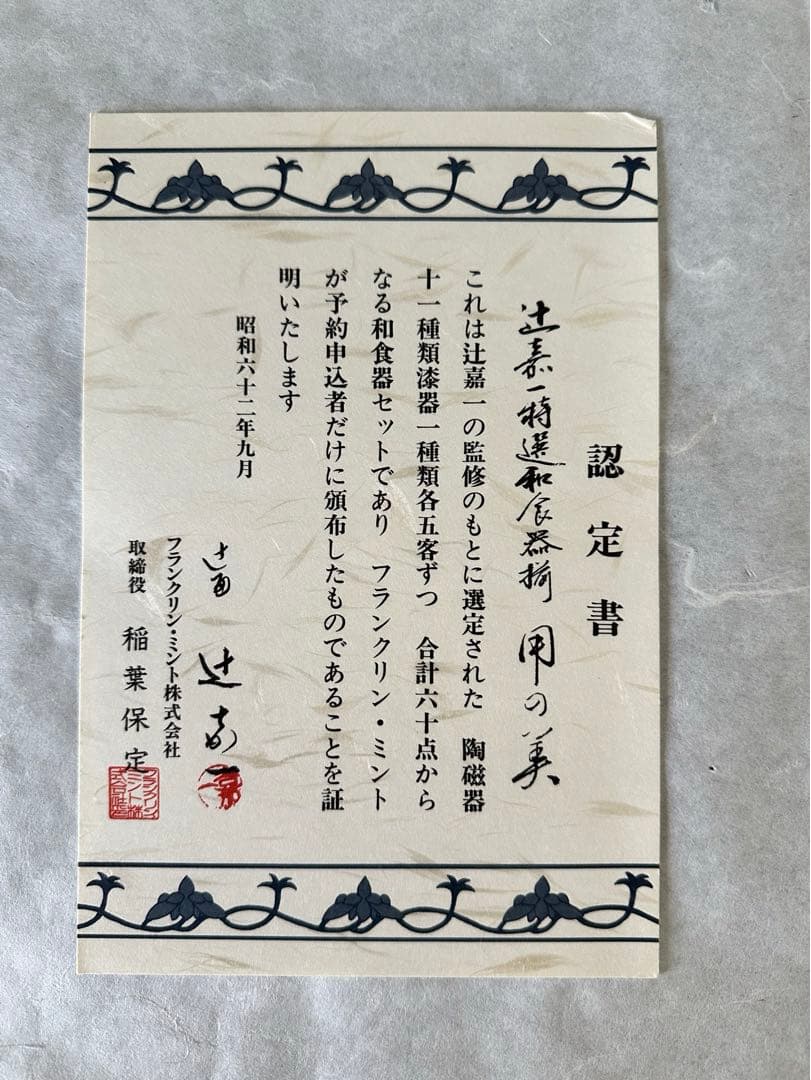 認定書
辻嘉一特選和食器揃 用の美
これは辻嘉一の監修のもとに選定された 陶磁器
十一種類漆器一種類各五客ずつ 合計六十点から
なる和食器セットであり フランクリン・ミント
が予約申込者だけに頒布したものであることを証
明いたします
昭和六十二年九月
辻嘉一
フランクリン・ミント株式会社
取締役 稲葉保定